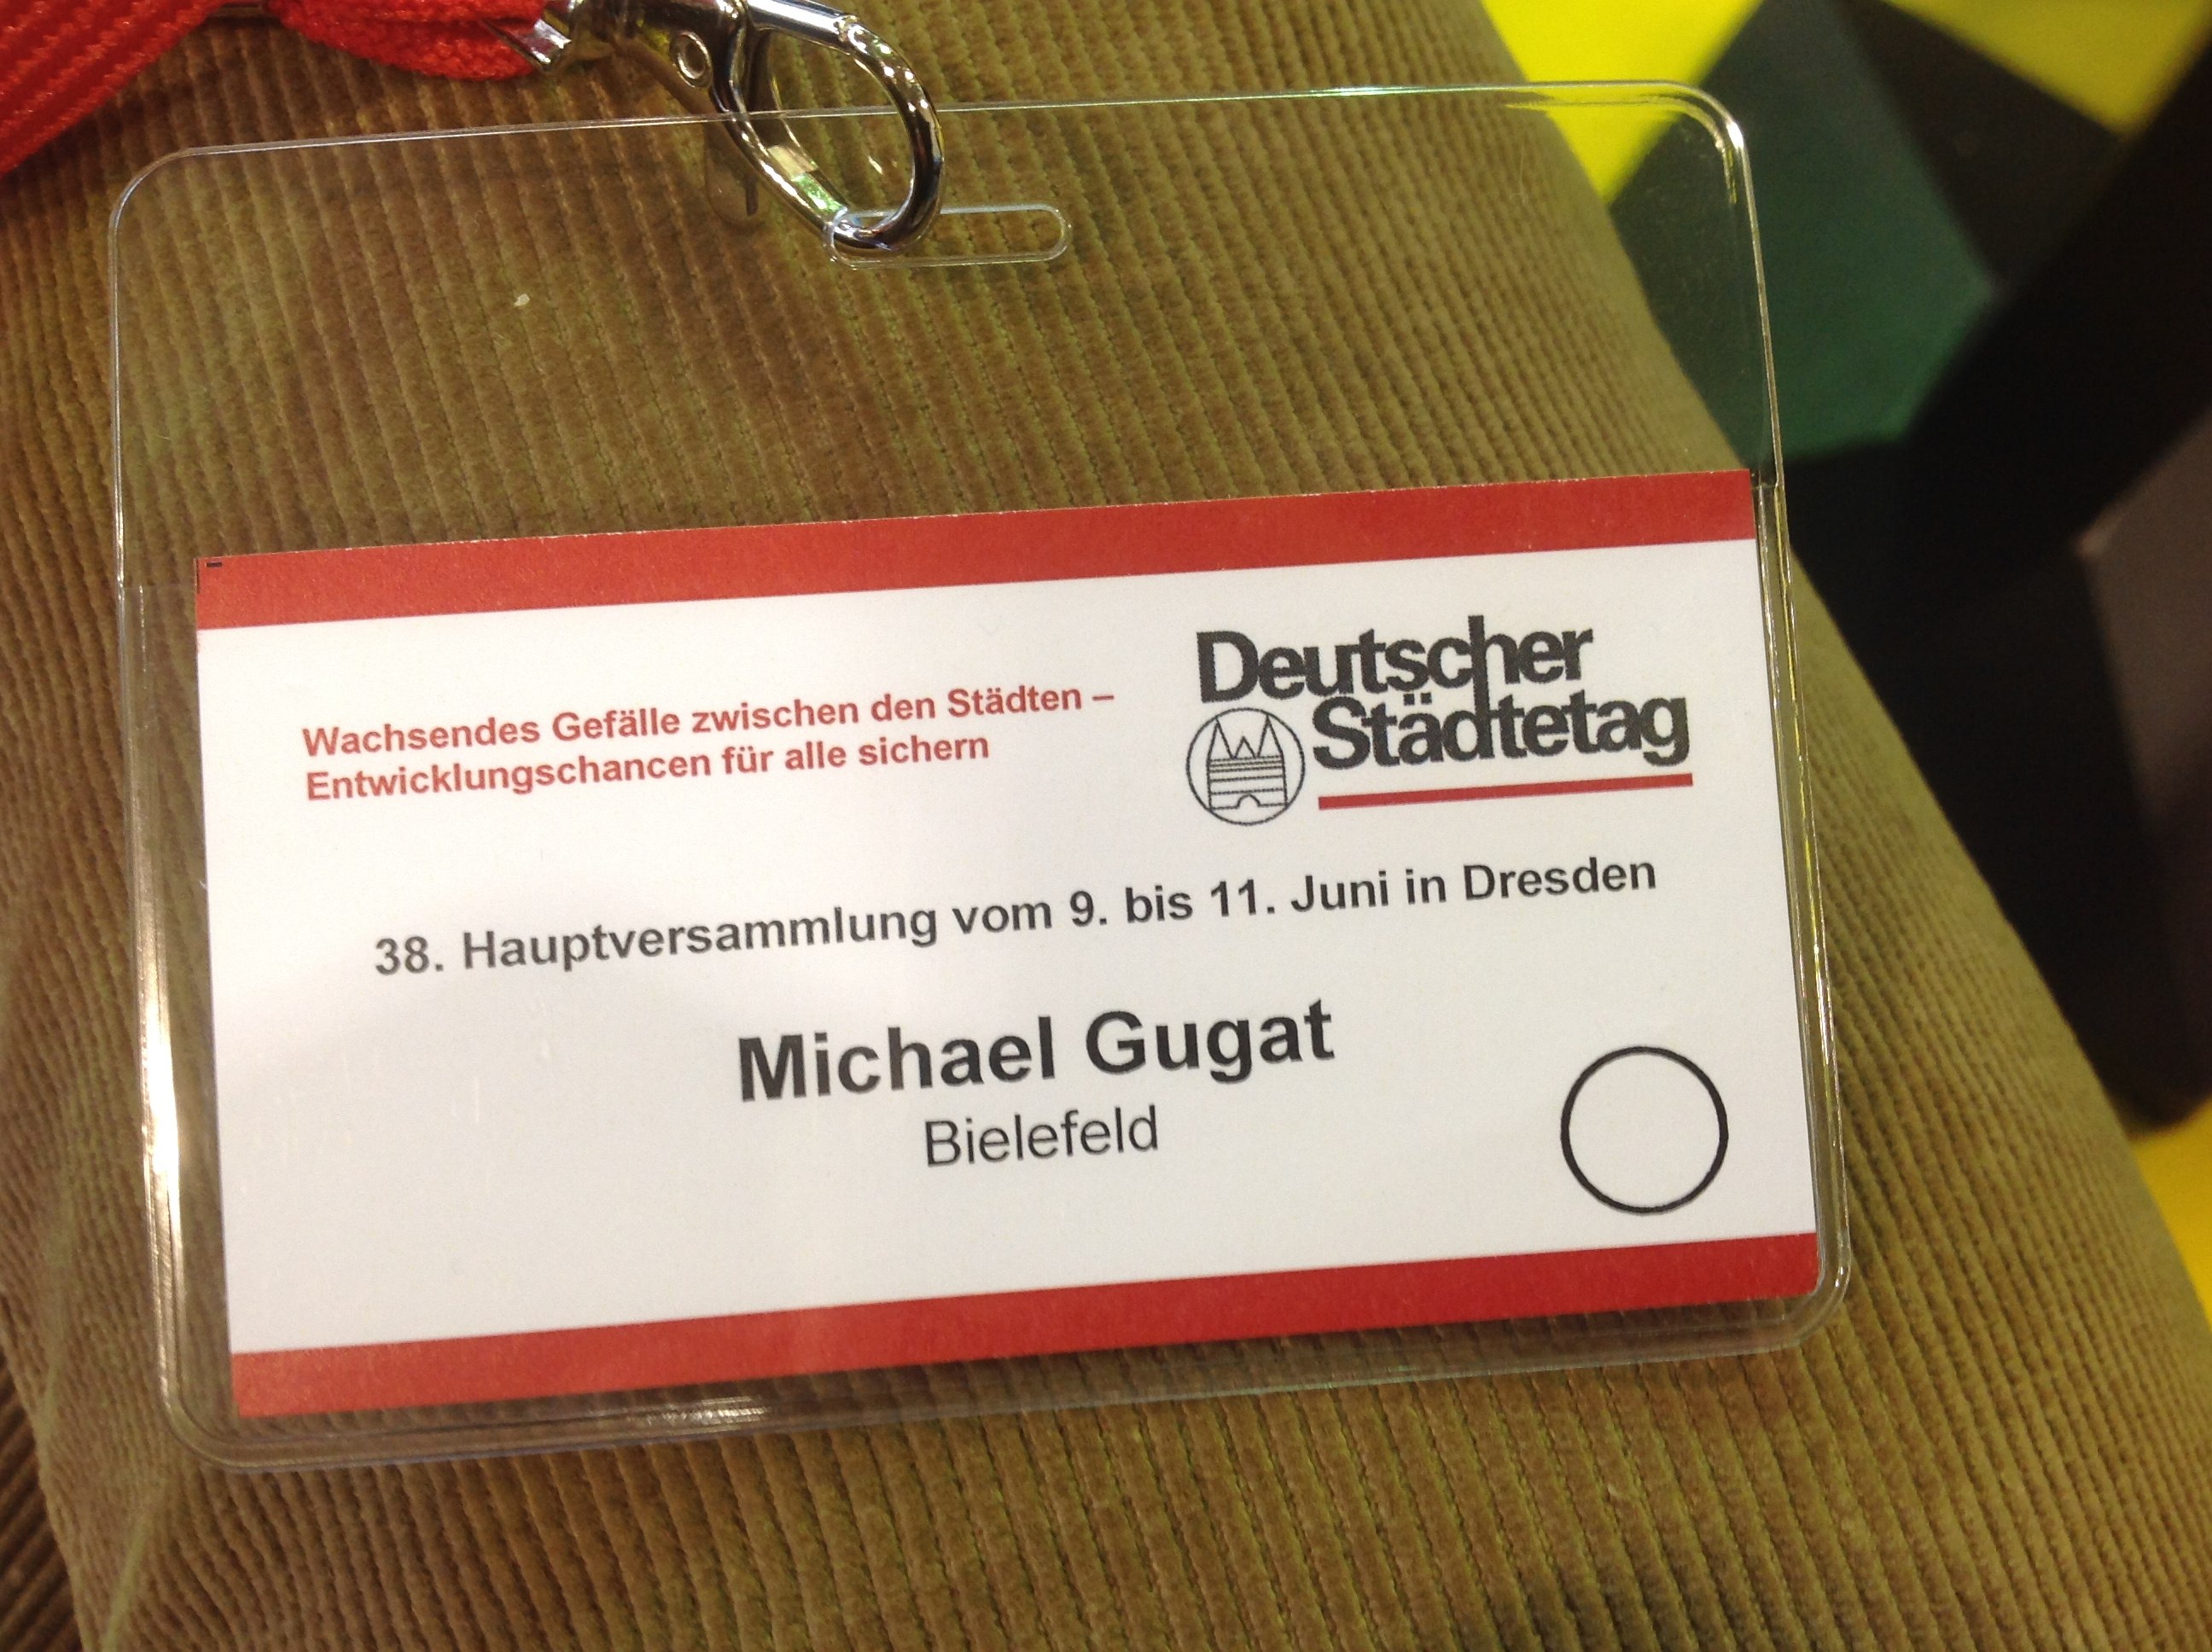 Wachsendes Gefälle zwischen den Städten –
Entwicklungschancen für alle sichern
Deutscher
Städtetag
38. Hauptversammlung vom 9. bis 11. Juni in Dresden
Michael Gugat
Bielefeld